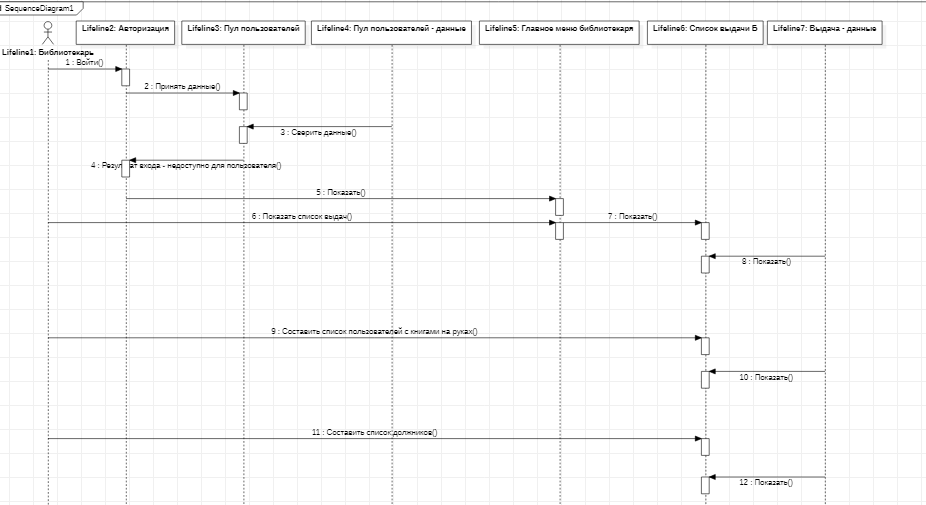 SequenceDiagram1
Lifeline2: Авторизация
Lifeline3: Пул пользователей
Lifeline4: Пул пользователей - данные
Lifeline5: Главное меню библиотекаря
Lifeline6: Список выдачи Б
Lifeline7: Выдача - данные
Lifeline1: Библиотекарь
1 : Войти()
2 : Принять данные()
3 : Сверить данные()
4 : Результат входа - недоступно для пользователя()
5 : Показать()
6 : Показать список выдач()
7 : Показать()
8 : Показать()
9 : Составить список пользователей с книгами на руках()
10 : Показать()
11 : Составить список должников()
12 : Показать()